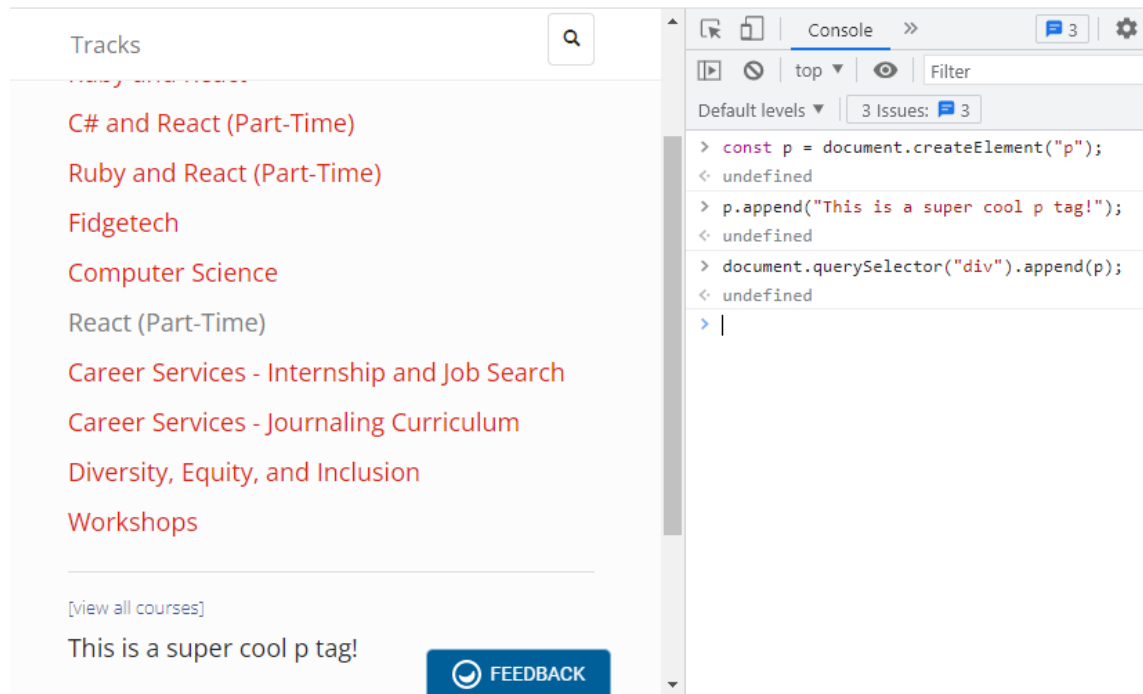 Tracks
C# and React (Part-Time)
Ruby and React (Part-Time)
Fidgetech
Computer Science
React (Part-Time)
Career Services - Internship and Job Search
Career Services - Journaling Curriculum
Diversity, Equity, and Inclusion
Workshops
[view all courses]
This is a super cool p tag!
FEEDBACK
Console » 3
top ▼ Filter
Default levels ▼ 3 Issues: 3
> const p = document.createElement("p");
<· undefined
> p.append("This is a super cool p tag!");
<· undefined
> document.querySelector("div").append(p);
<· undefined
>